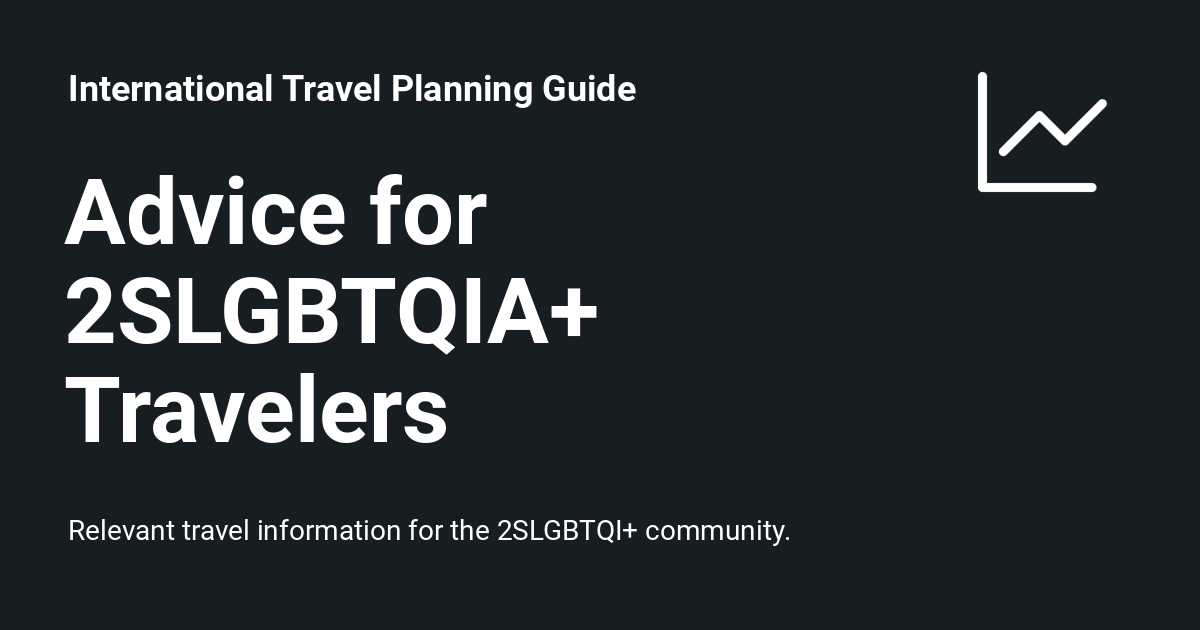 International Travel Planning Guide
Advice for
2SLGBTQIA+
Travelers
Relevant travel information for the 2SLGBTQI+ community.